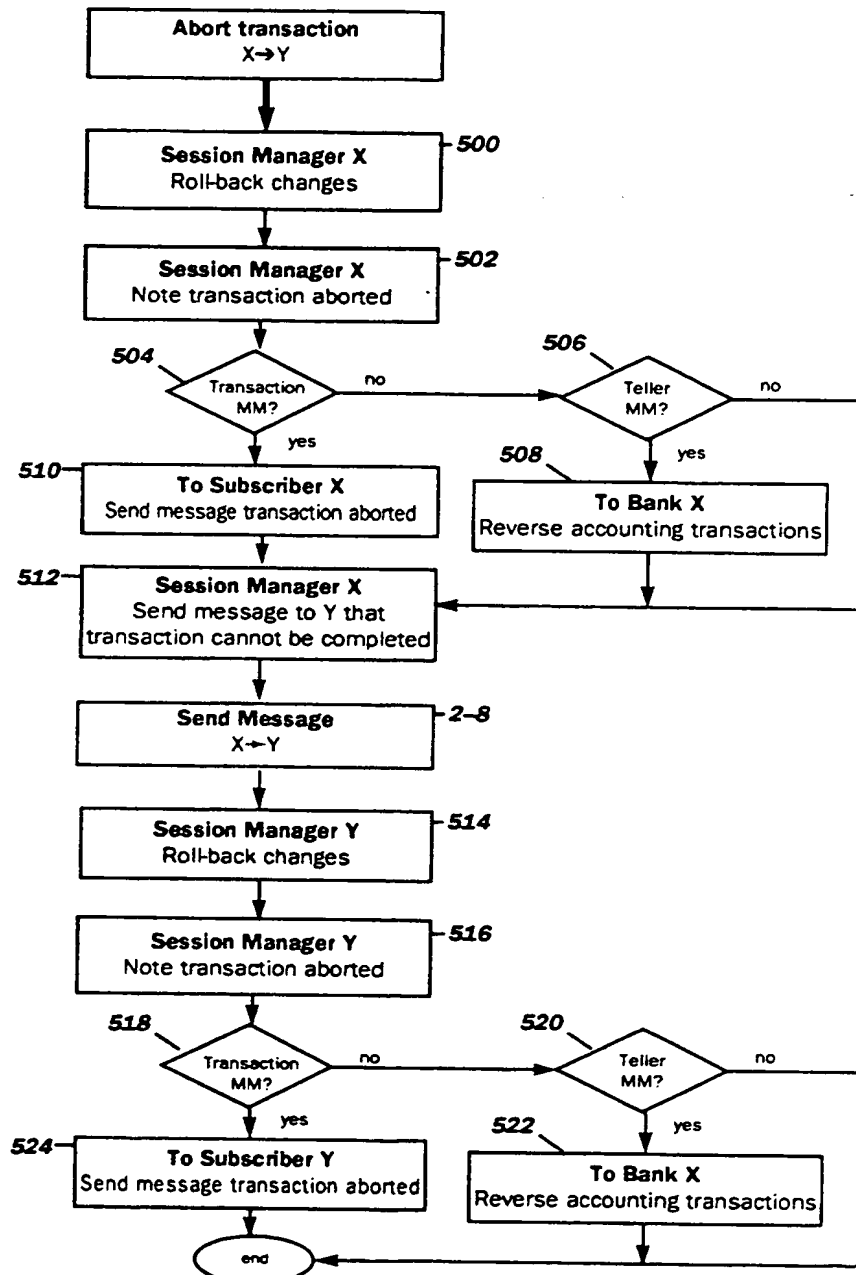 Abort transaction
X→Y
500
Session Manager X
Roll-back changes
502
Session Manager X
Note transaction aborted
504
Transaction
MM?
no
yes
506
Teller
MM?
no
yes
510
To Subscriber X
Send message transaction aborted
508
To Bank X
Reverse accounting transactions
512
Session Manager X
Send message to Y that
transaction cannot be completed
2-8
Send Message
X→Y
514
Session Manager Y
Roll-back changes
516
Session Manager Y
Note transaction aborted
518
Transaction
MM?
no
yes
520
Teller
MM?
no
yes
524
To Subscriber Y
Send message transaction aborted
522
To Bank X
Reverse accounting transactions
end